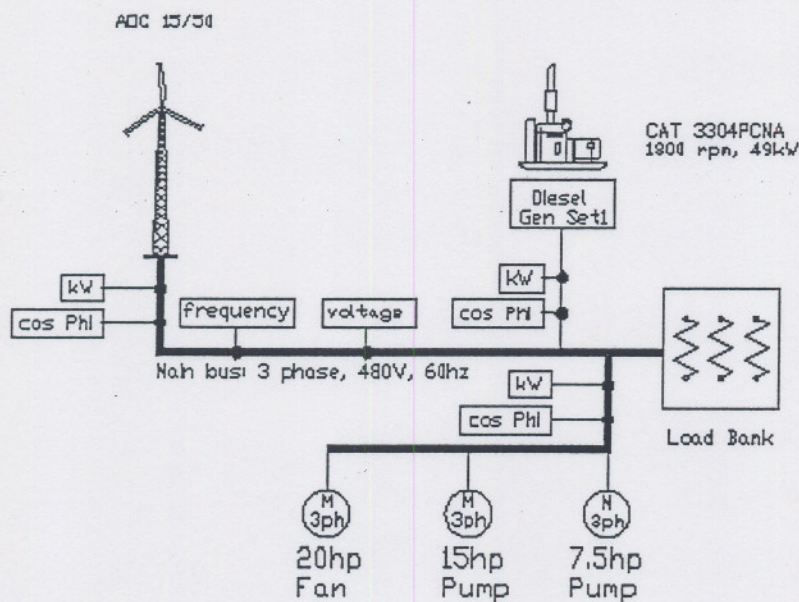 AOC 15/50
CAT 3304PCNA
1800 rpm, 49kW
Diesel
Gen Set1
kW
cos Phi
frequency
voltage
kW
cos Phi
Main bus: 3 phase, 480V, 60hz
kW
cos Phi
Load Bank
M
3ph
M
3ph
M
3ph
20hp
Fan
15hp
Pump
7.5hp
Pump